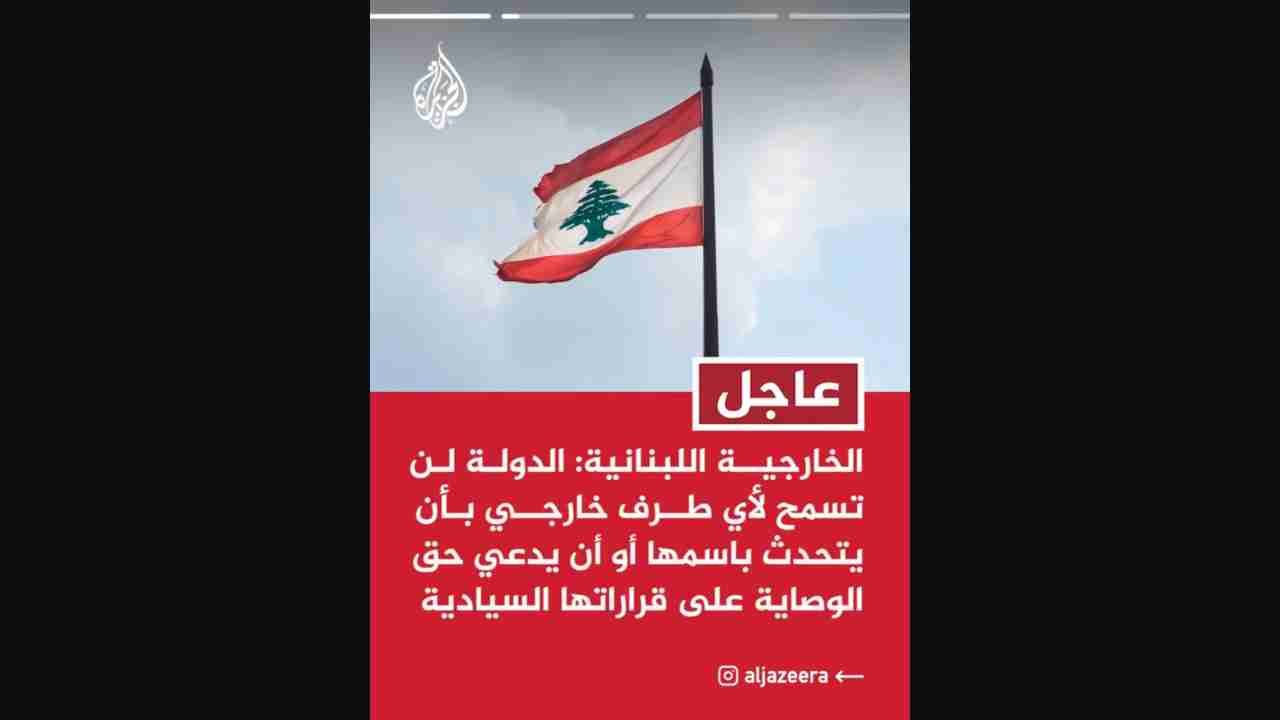 الجزيرة
عاجل
الخارجية اللبنانية: الدولة لن
تسمح لأي طرف خارجي بأن
يتحدث باسمها أو أن يدعي حق
الوصاية على قراراتها السيادية
aljazeera